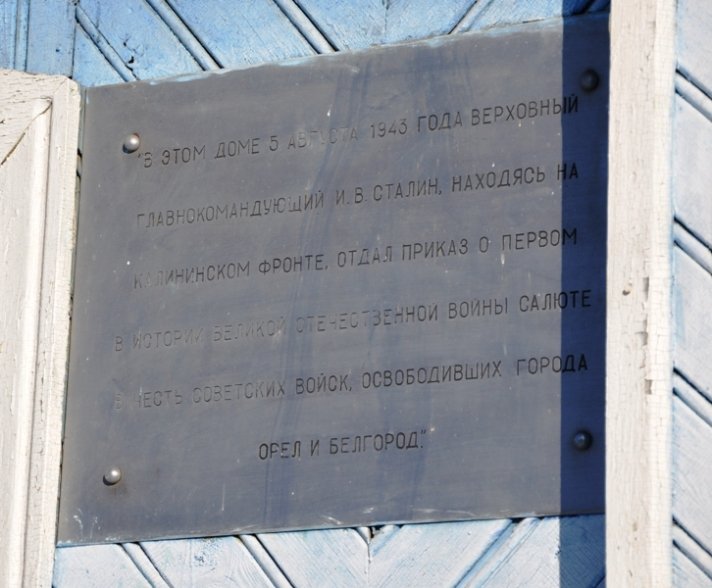 "В ЭТОМ ДОМЕ 5 АВГУСТА 1943 ГОДА ВЕРХОВНЫЙ
ГЛАВНОКОМАНДУЮЩИЙ И.В.СТАЛИН, НАХОДЯСЬ НА
КАЛИНИНСКОМ ФРОНТЕ, ОТДАЛ ПРИКАЗ О ПЕРВОМ
В ИСТОРИИ ВЕЛИКОЙ ОТЕЧЕСТВЕННОЙ ВОЙНЫ САЛЮТЕ
В ЧЕСТЬ СОВЕТСКИХ ВОЙСК, ОСВОБОДИВШИХ ГОРОДА
ОРЕЛ И БЕЛГОРОД."